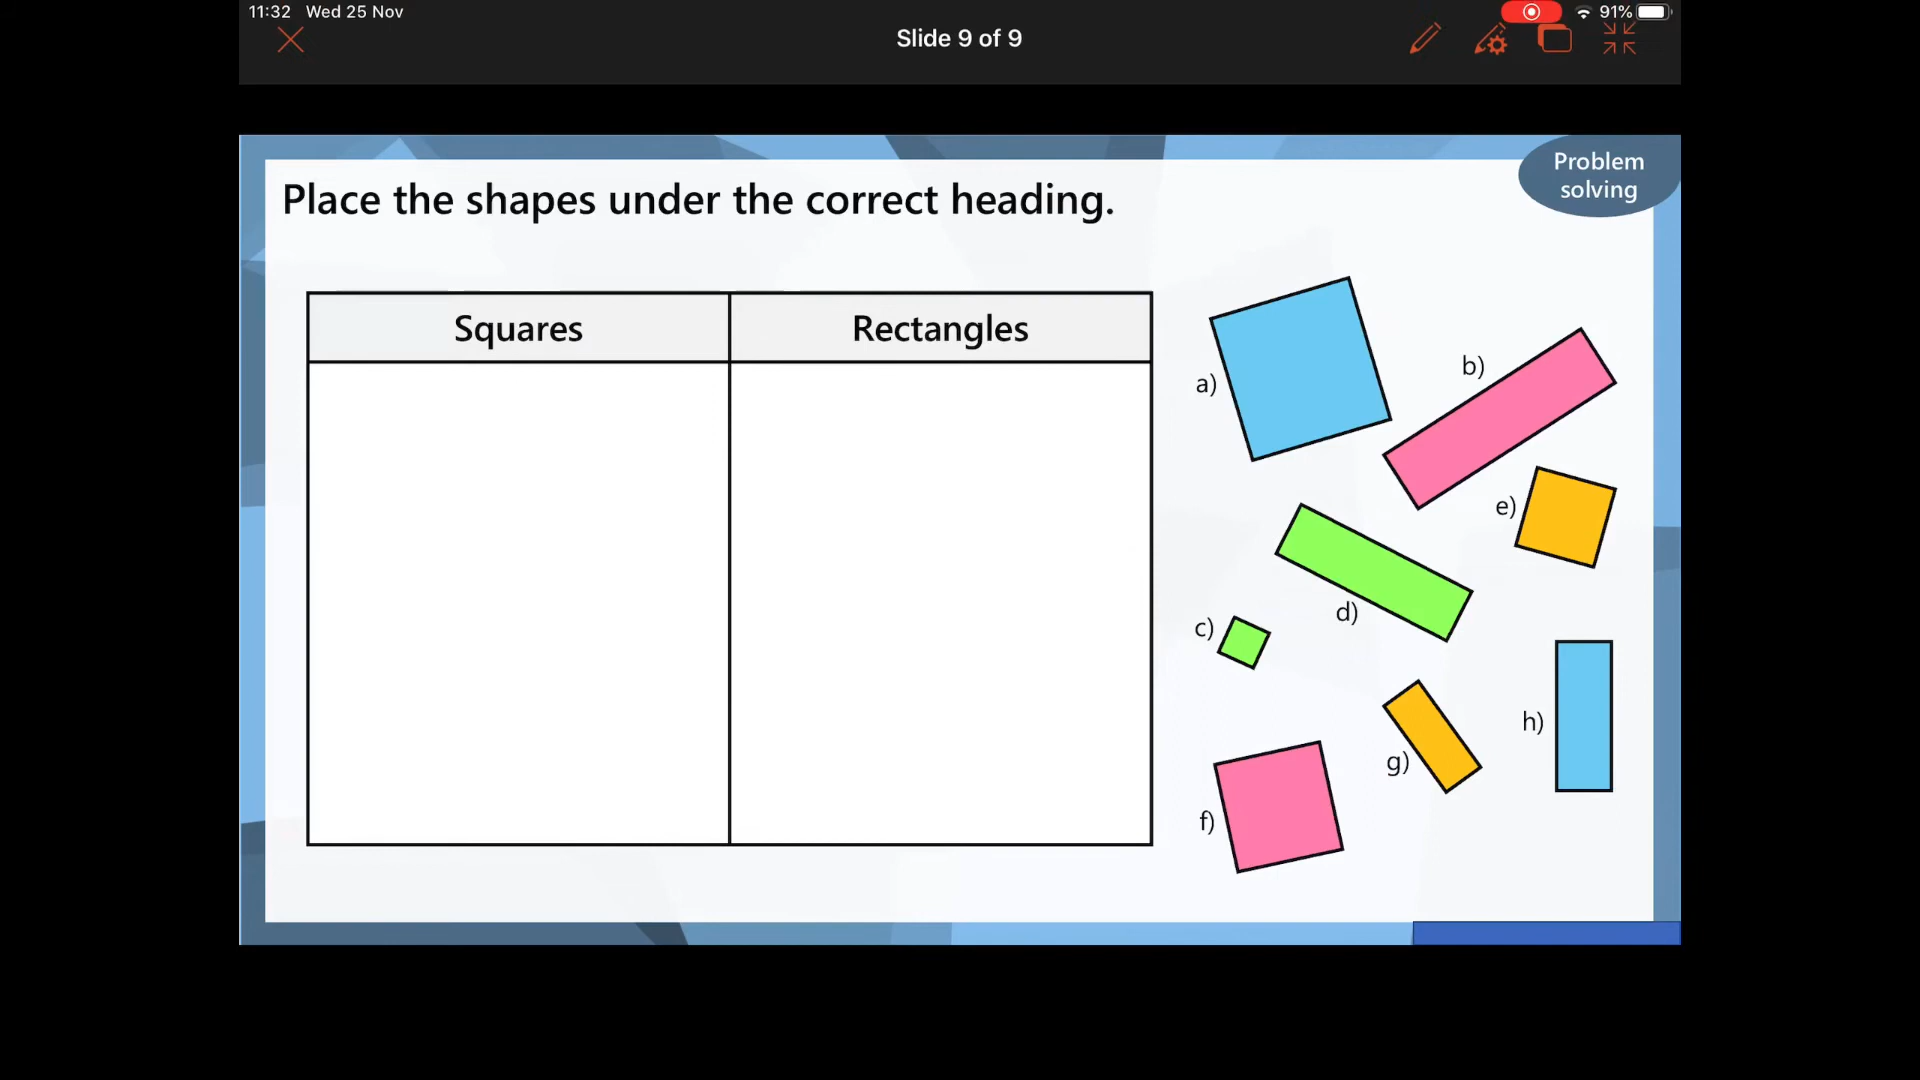 11:32 Wed 25 Nov
91%
Slide 9 of 9
Problem
solving
Place the shapes under the correct heading.
Squares
Rectangles
a)
b)
e)
d)
c)
h)
g)
f)